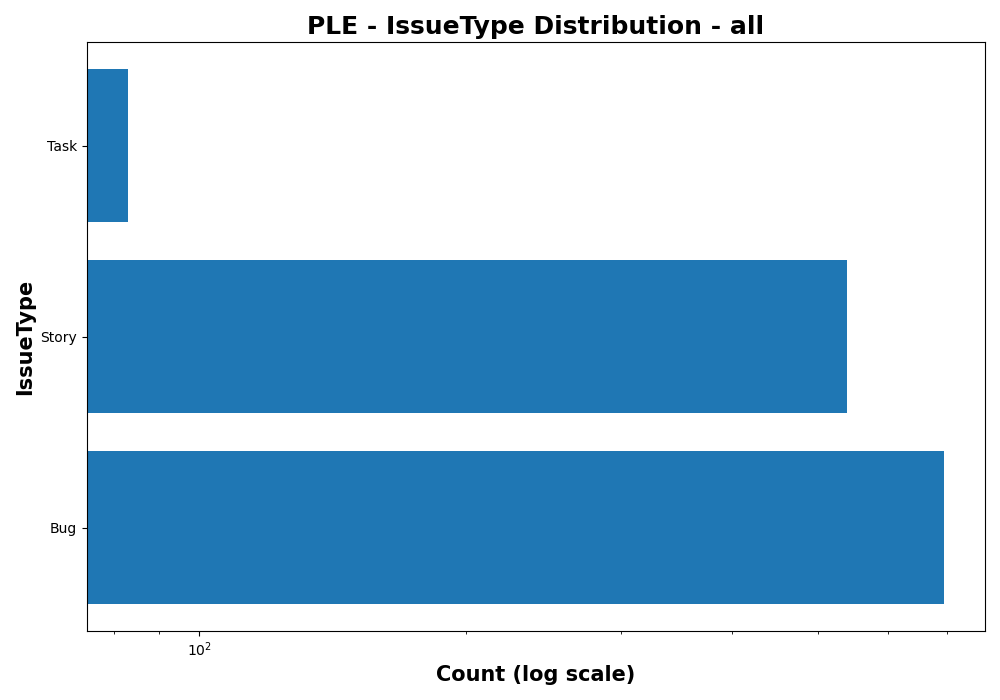 PLE - IssueType Distribution - all
Task
Story
Bug
IssueType
10²
Count (log scale)